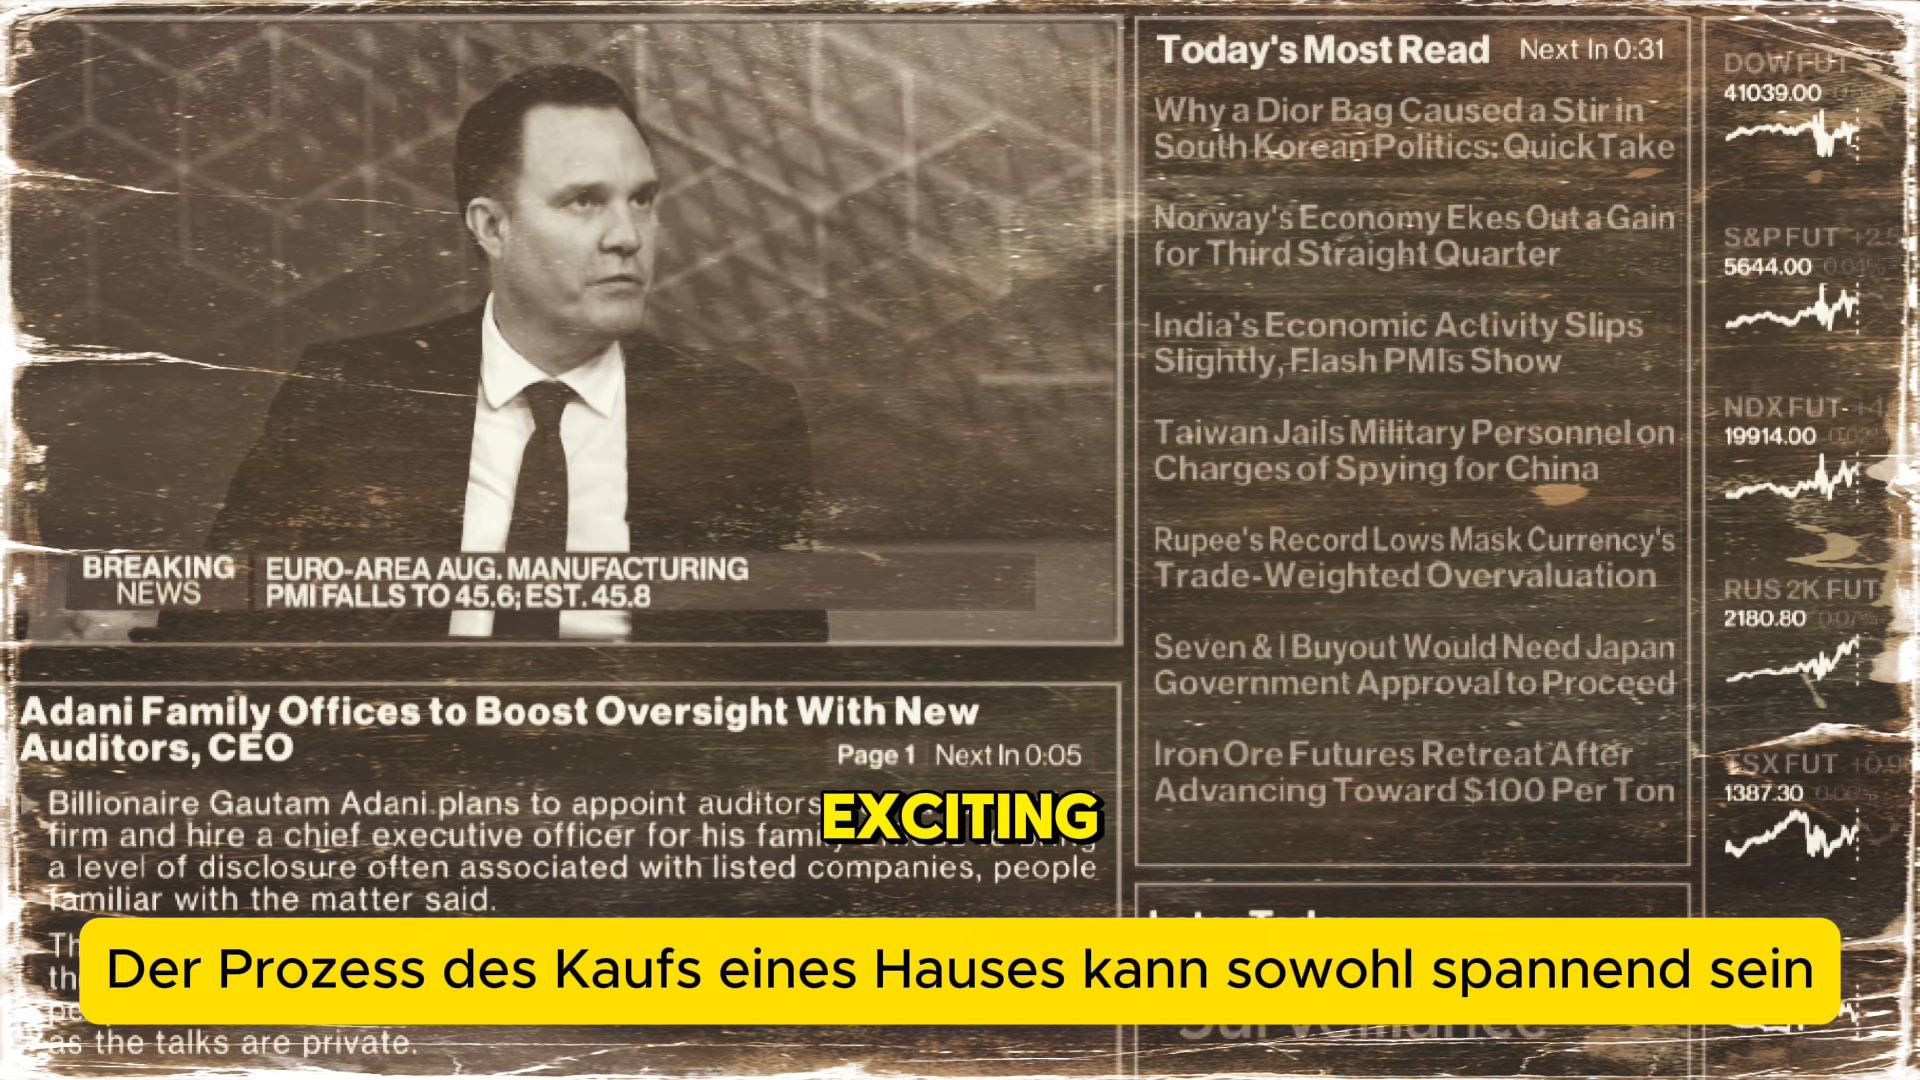 BREAKING
NEWS
EURO-AREA AUG. MANUFACTURING
PMI FALLS TO 45.6; EST. 45.8
Adani Family Offices to Boost Oversight With New
Auditors, CEO
Page 1 Next In 0:05
Billionaire Gautam Adani plans to appoint auditors
firm and hire a chief executive officer for his
a level of disclosure often associated with listed companies, people
familiar with the matter said.
as the talks are private.
EXCITING
Der Prozess des Kaufs eines Hauses kann sowohl spannend sein
Today's Most Read Next In 0:31
Why a Dior Bag Caused a Stir in
South Korean Politics: QuickTake
Norway's Economy Ekes Out a Gain
for Third Straight Quarter
India's Economic Activity Slips
Slightly, Flash PMIs Show
Taiwan Jails Military Personnel on
Charges of Spying for China
Rupee's Record Lows Mask Currency's
Trade-Weighted Overvaluation
Seven & I Buyout Would Need Japan
Government Approval to Proceed
Iron Ore Futures Retreat After
Advancing Toward $100 Per Ton
DOW FUT
41039.00
S&P FUT
5644.00 0.04%
NDX FUT
19914.00
RUS 2K FUT
2180.80
TSX FUT
1387.30